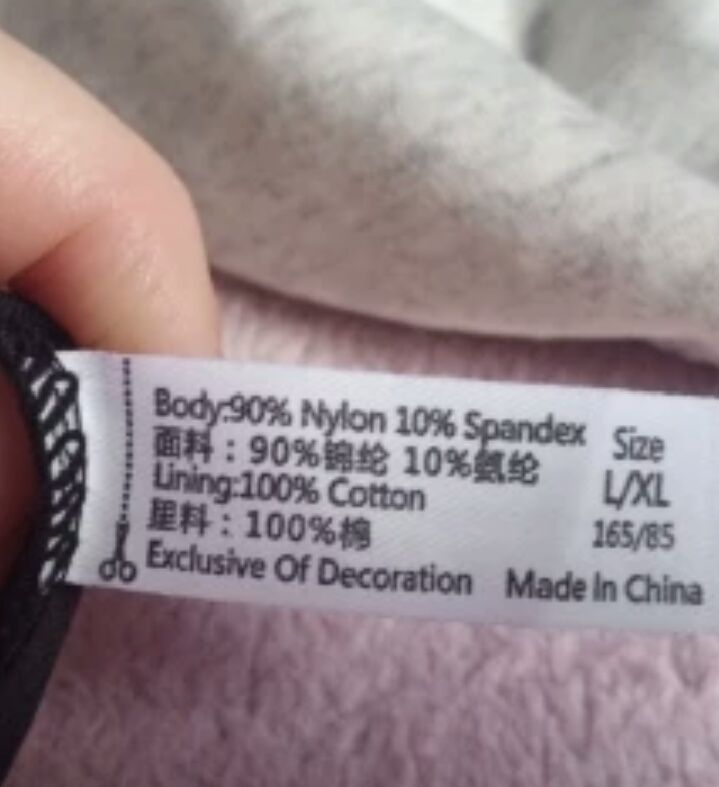 Body:90% Nylon 10% Spandex
面料：90%锦纶 10%氨纶
Lining:100% Cotton
里料：100%棉
Exclusive Of Decoration
Size
L/XL
165/85
Made In China